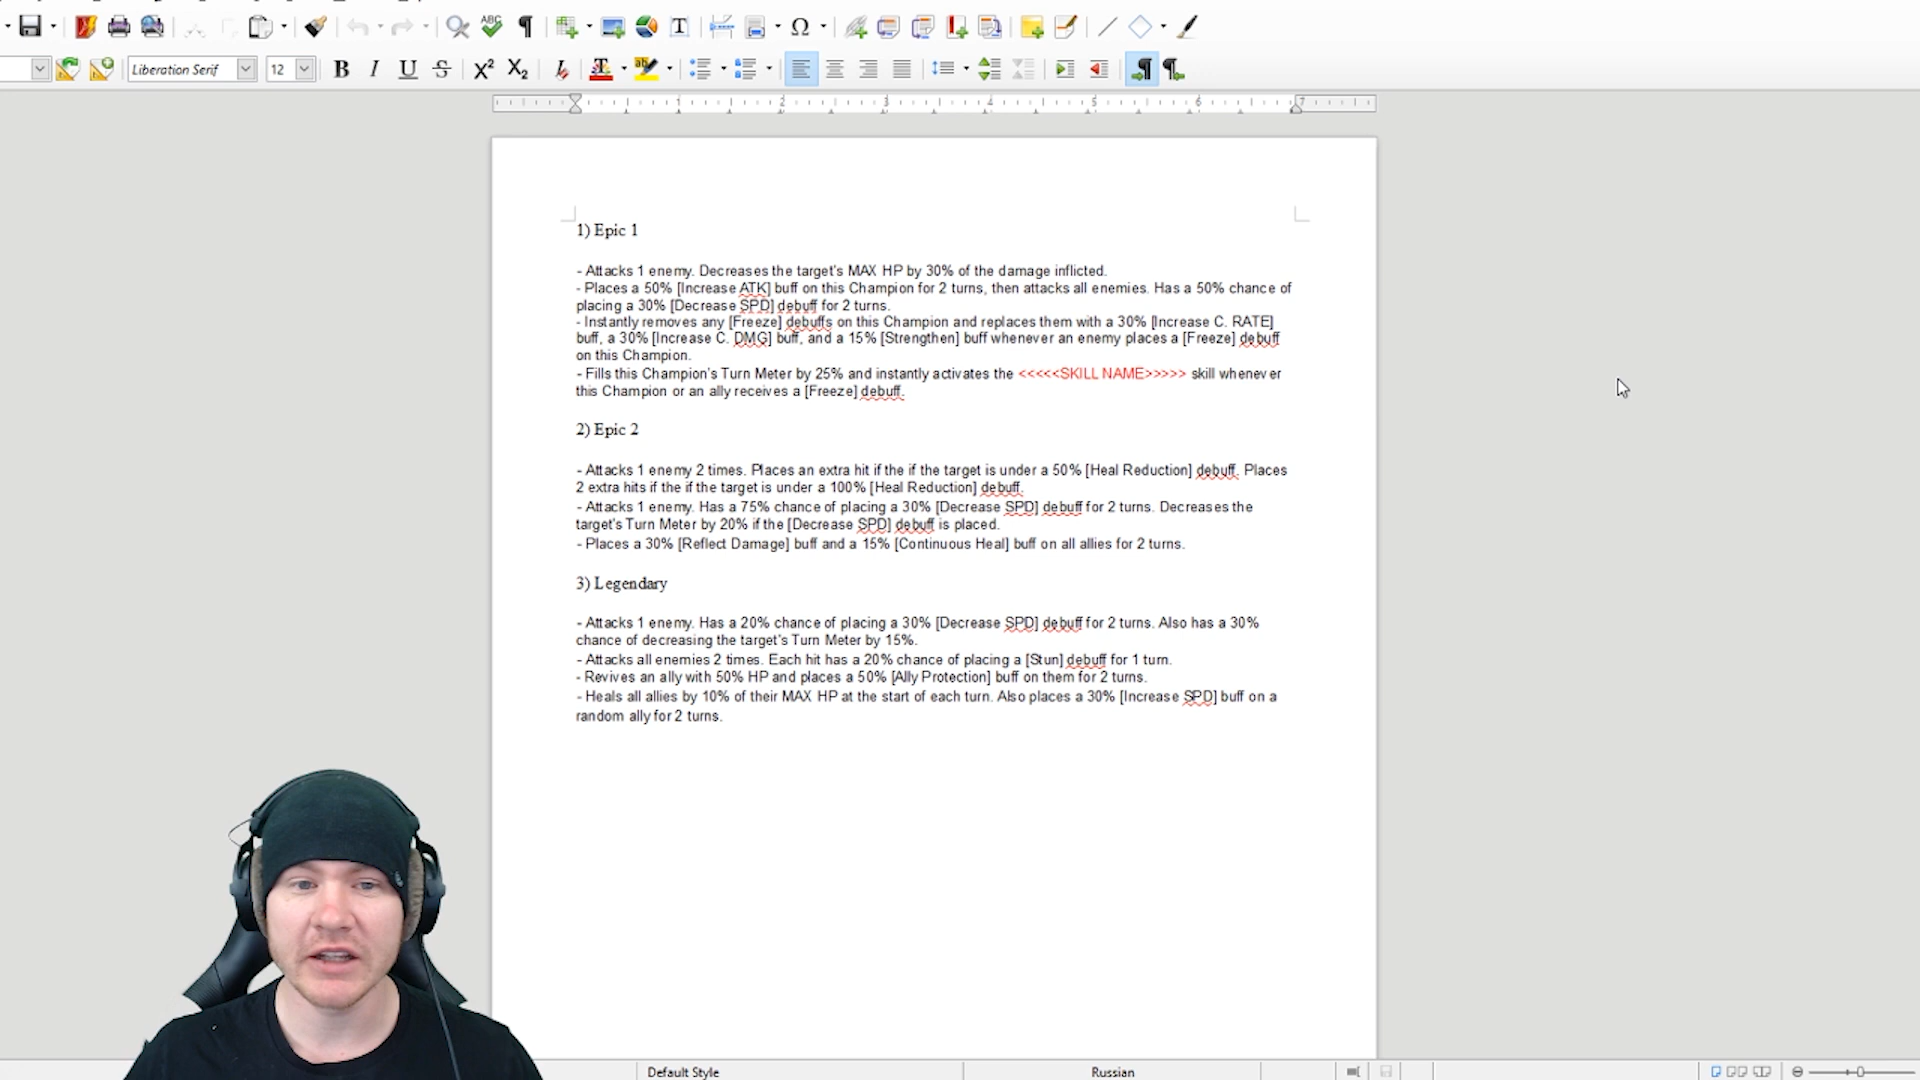 Liberation Serif 12
1 2 3 4 5 6 7
1) Epic 1
- Attacks 1 enemy. Decreases the target's MAX HP by 30% of the damage inflicted.
- Places a 50% [Increase ATK] buff on this Champion for 2 turns, then attacks all enemies. Has a 50% chance of
placing a 30% [Decrease SPD] debuff for 2 turns.
- Instantly removes any [Freeze] debuffs on this Champion and replaces them with a 30% [Increase C. RATE]
buff, a 30% [Increase C. DMG] buff, and a 15% [Strengthen] buff whenever an enemy places a [Freeze] debuff
on this Champion.
- Fills this Champion's Turn Meter by 25% and instantly activates the <<<<<SKILL NAME>>>>> skill whenever
this Champion or an ally receives a [Freeze] debuff.
2) Epic 2
- Attacks 1 enemy 2 times. Places an extra hit if the if the target is under a 50% [Heal Reduction] debuff. Places
2 extra hits if the if the target is under a 100% [Heal Reduction] debuff.
- Attacks 1 enemy. Has a 75% chance of placing a 30% [Decrease SPD] debuff for 2 turns. Decreases the
target's Turn Meter by 20% if the [Decrease SPD] debuff is placed.
- Places a 30% [Reflect Damage] buff and a 15% [Continuous Heal] buff on all allies for 2 turns.
3) Legendary
- Attacks 1 enemy. Has a 20% chance of placing a 30% [Decrease SPD] debuff for 2 turns. Also has a 30%
chance of decreasing the target's Turn Meter by 15%.
- Attacks all enemies 2 times. Each hit has a 20% chance of placing a [Stun] debuff for 1 turn.
- Revives an ally with 50% HP and places a 50% [Ally Protection] buff on them for 2 turns.
- Heals all allies by 10% of their MAX HP at the start of each turn. Also places a 30% [Increase SPD] buff on a
random ally for 2 turns.
Default Style Russian